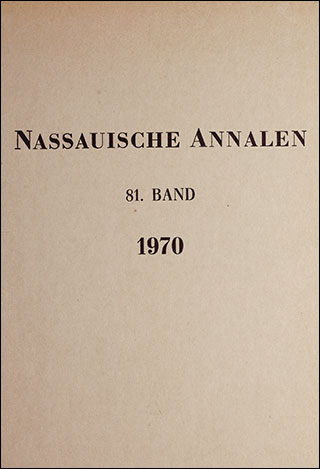 NASSAUISCHE ANNALEN
81. BAND
1970